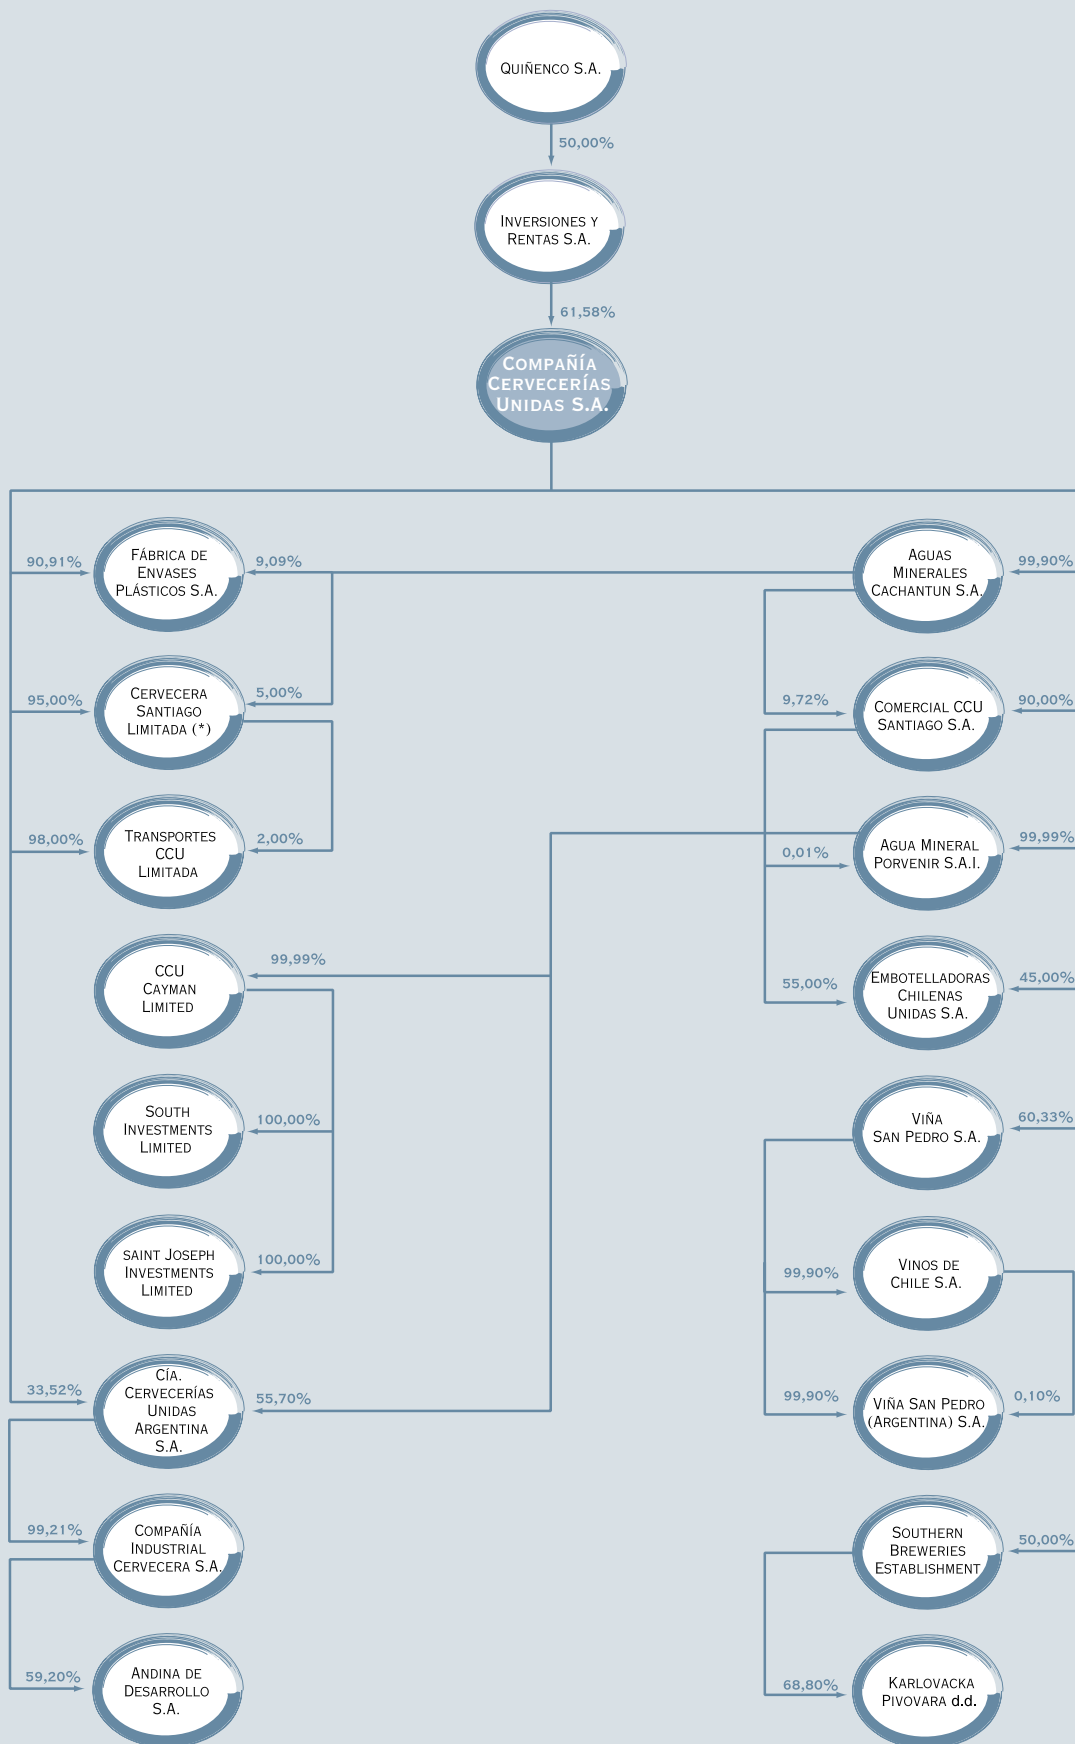 QUIÑENCO S.A.
50,00%
INVERSIONES Y
RENTAS S.A.
61,58%
COMPAÑÍA
CERVECERÍAS
UNIDAS S.A.
90,91%
FÁBRICA DE
ENVASES
PLÁSTICOS S.A.
9,09%
AGUAS
MINERALES
CACHANTUN S.A.
99,90%
95,00%
CERVECERA
SANTIAGO
LIMITADA (*)
5,00%
9,72%
COMERCIAL CCU
SANTIAGO S.A.
90,00%
98,00%
TRANSPORTES
CCU
LIMITADA
2,00%
0,01%
AGUA MINERAL
PORVENIR S.A.I.
99,99%
CCU
CAYMAN
LIMITED
99,99%
55,00%
EMBOTELLADORAS
CHILENAS
UNIDAS S.A.
45,00%
SOUTH
INVESTMENTS
LIMITED
100,00%
VIÑA
SAN PEDRO S.A.
60,33%
SAINT JOSEPH
INVESTMENTS
LIMITED
100,00%
99,90%
VINOS DE
CHILE S.A.
33,52%
CÍA.
CERVECERÍAS
UNIDAS
ARGENTINA
S.A.
55,70%
99,90%
VIÑA SAN PEDRO
(ARGENTINA) S.A.
0,10%
99,21%
COMPAÑÍA
INDUSTRIAL
CERVECERA S.A.
SOUTHERN
BREWERIES
ESTABLISHMENT
50,00%
59,20%
ANDINA DE
DESARROLLO
S.A.
68,80%
KARLOVACKA
PIVOVARA d.d.